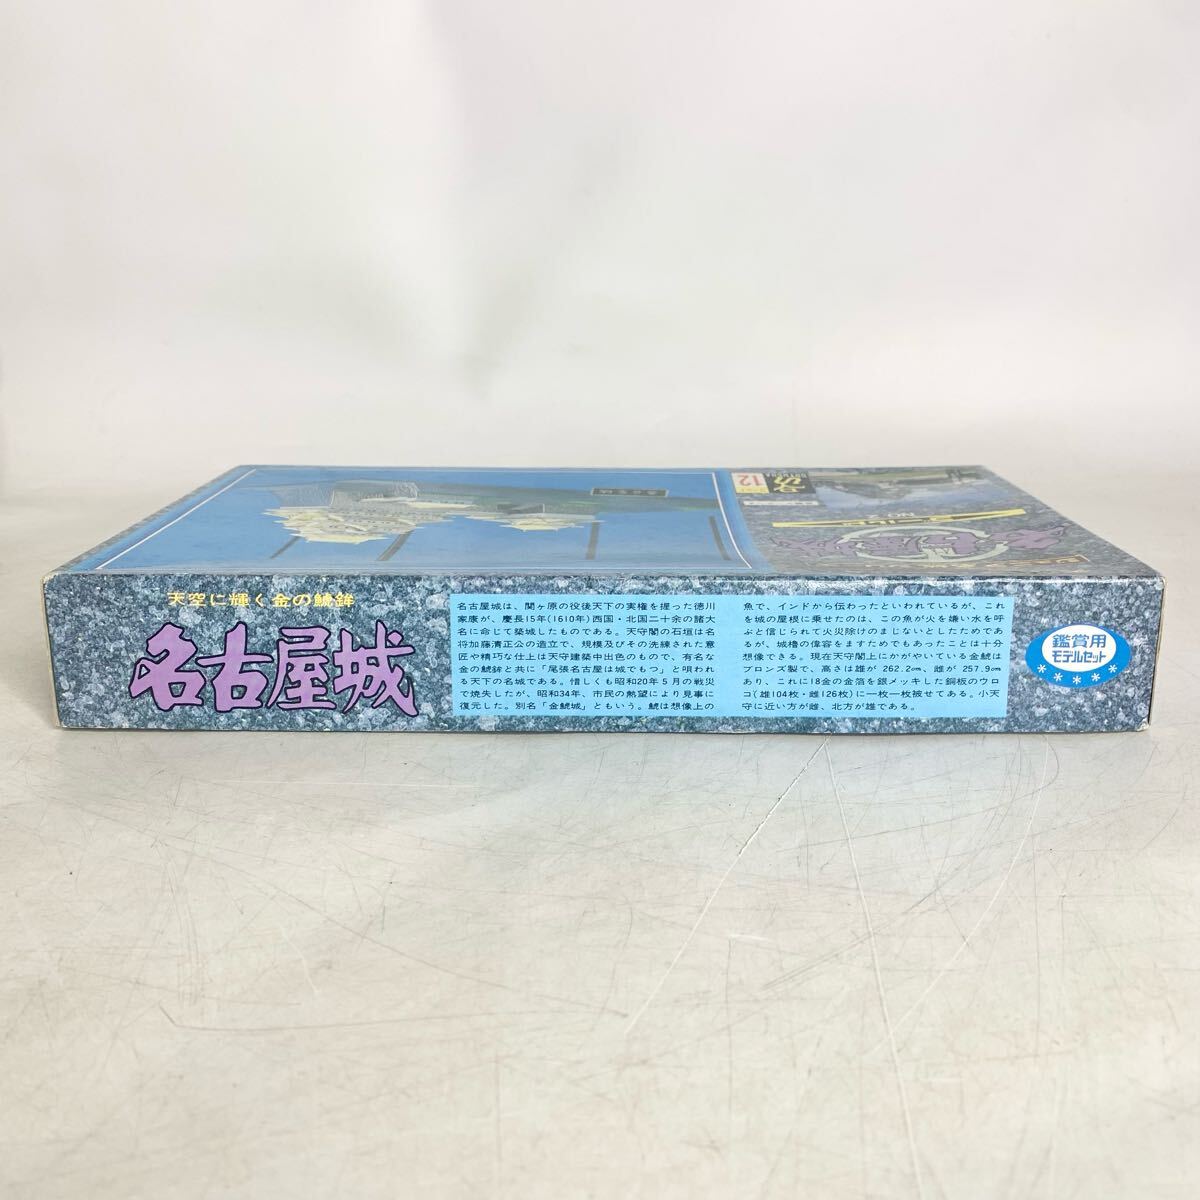 天空に輝く金の鯱鉾
名古屋城
名古屋城は、関ヶ原の役後天下の実権を握った徳川
家康が、慶長15年(1610年)西国・北国二十余の諸大
名に命じて築城したものである。天守閣の石垣は名
将加藤清正公の造立で、規模及びその洗練された意
匠や精巧な仕上は天守建築中出色のもので、有名な
金の鯱鉾と共に「尾張名古屋は城でもつ」と唄われ
る天下の名城である。惜しくも昭和20年5月の戦災
で焼失したが、昭和34年、市民の熱望により見事に
復元した。別名「金鯱城」ともいう。鯱は想像上の
魚で、インドから伝わったといわれているが、これ
を城の屋根に乗せたのは、この魚が火を嫌い水を呼
ぶと信じられて火災除けのまじないとしたためであ
るが、城櫓の偉容をますためでもあったことは十分
想像できる。現在天守閣上にかがやいている金鯱は
ブロンズ製で、高さは雄が262.2cm、雌が257.9cm
あり、これに18金の金箔を銀メッキした銅板のウロ
コ(雄104枚・雌126枚)に一枚一枚被せてある。小天
守に近い方が雌、北方が雄である。
鑑賞用
モデルセット
12